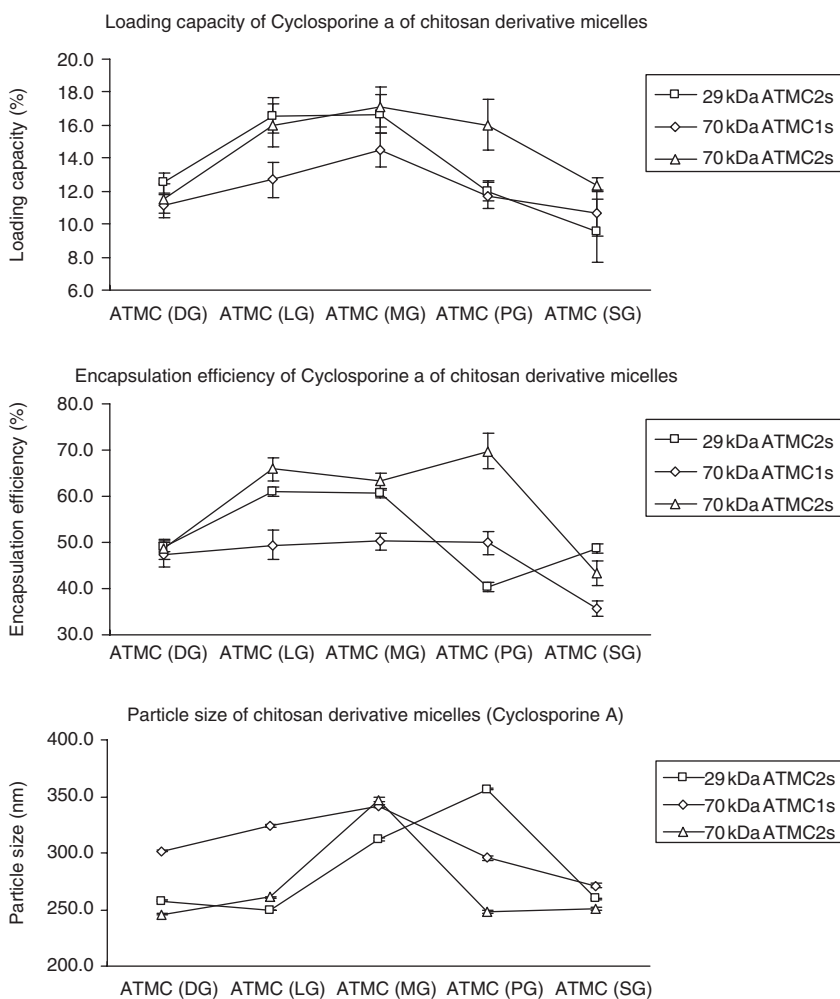 Loading capacity of Cyclosporine a of chitosan derivative micelles
Loading capacity (%)
20.0
18.0
16.0
14.0
12.0
10.0
8.0
6.0
ATMC (DG) ATMC (LG) ATMC (MG) ATMC (PG) ATMC (SG)
29 kDa ATMC2s
70 kDa ATMC1s
70 kDa ATMC2s
Encapsulation efficiency of Cyclosporine a of chitosan derivative micelles
Encapsulation efficiency (%)
80.0
70.0
60.0
50.0
40.0
30.0
ATMC (DG) ATMC (LG) ATMC (MG) ATMC (PG) ATMC (SG)
29 kDa ATMC2s
70 kDa ATMC1s
70 kDa ATMC2s
Particle size of chitosan derivative micelles (Cyclosporine A)
Particle size (nm)
400.0
350.0
300.0
250.0
200.0
ATMC (DG) ATMC (LG) ATMC (MG) ATMC (PG) ATMC (SG)
29 kDa ATMC2s
70 kDa ATMC1s
70 kDa ATMC2s